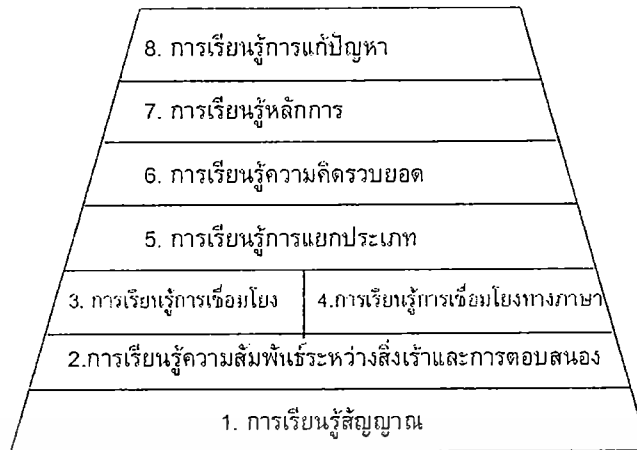 8. การเรียนรู้การแก้ปัญหา
7. การเรียนรู้หลักการ
6. การเรียนรู้ความคิดรวบยอด
5. การเรียนรู้การแยกประเภท
3. การเรียนรู้การเชื่อมโยง 4.การเรียนรู้การเชื่อมโยงทางภาษา
2.การเรียนรู้ความสัมพันธ์ระหว่างสิ่งเร้าและการตอบสนอง
1. การเรียนรู้สัญญาณ